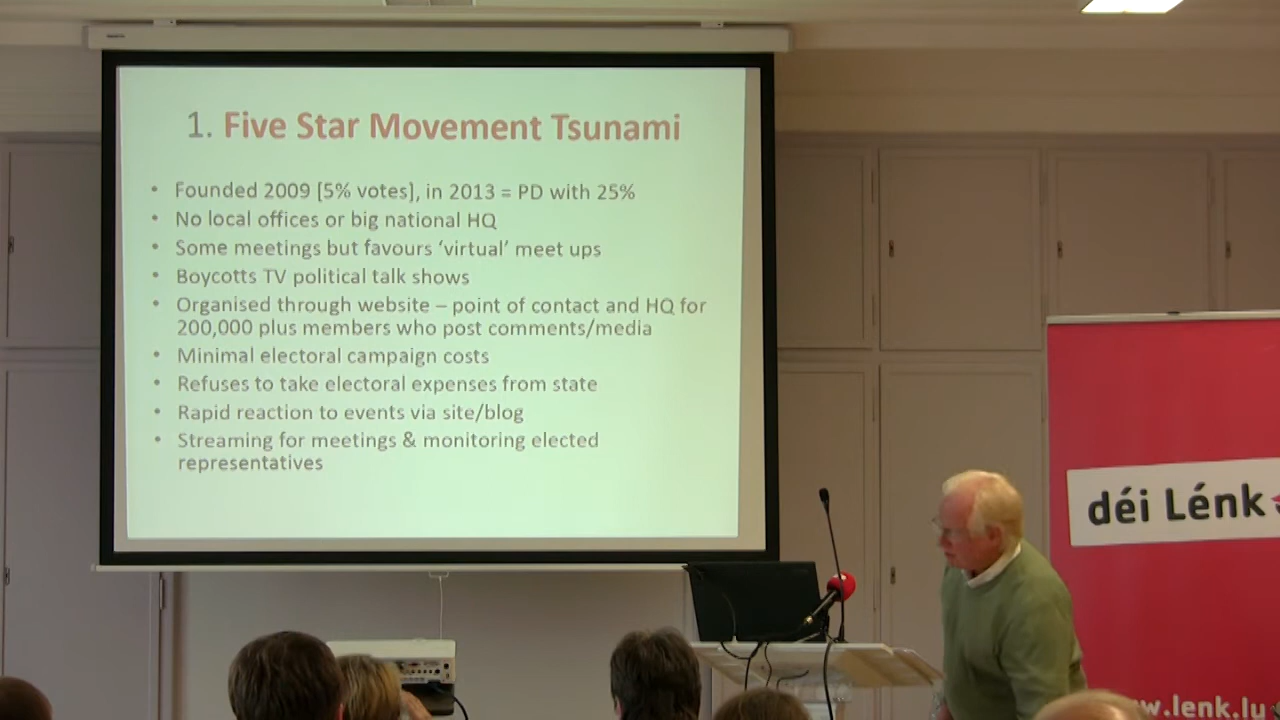 1. Five Star Movement Tsunami
• Founded 2009 [5% votes], in 2013 = PD with 25%
• No local offices or big national HQ
• Some meetings but favours ‘virtual’ meet ups
• Boycotts TV political talk shows
• Organised through website – point of contact and HQ for
200,000 plus members who post comments/media
• Minimal electoral campaign costs
• Refuses to take electoral expenses from state
• Rapid reaction to events via site/blog
• Streaming for meetings & monitoring elected
representatives
déi Lénk
w.lenk.lu